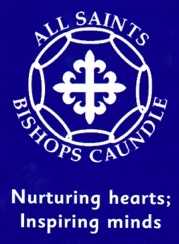 ALL SAINTS
BISHOPS CAUNDLE
Nurturing hearts;
Inspiring minds